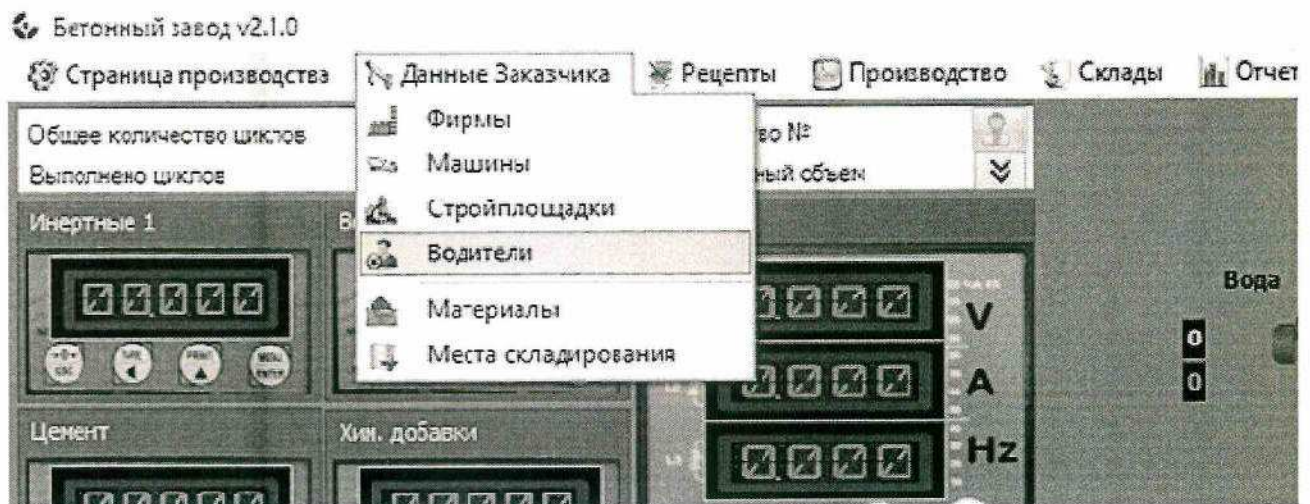 Бетонный завод v2.1.0
Страница производства Данные Заказчика Рецепты Производство Склады Отчет
Общее количество циклов
Выполнено циклов
Фирмы
Машины
Стройплощадки
Водители
Материалы
Места складирования
во №
ный объем
Инертные 1
В
V
A
Hz
Вода
0
0
MENU
ENTER
Цемент
Хим. добавки